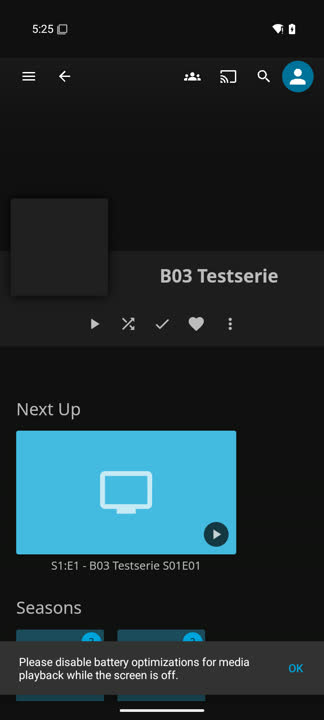 5:25
B03 Testserie
Next Up
S1:E1 - B03 Testserie S01E01
Seasons
Please disable battery optimizations for media
playback while the screen is off.
OK